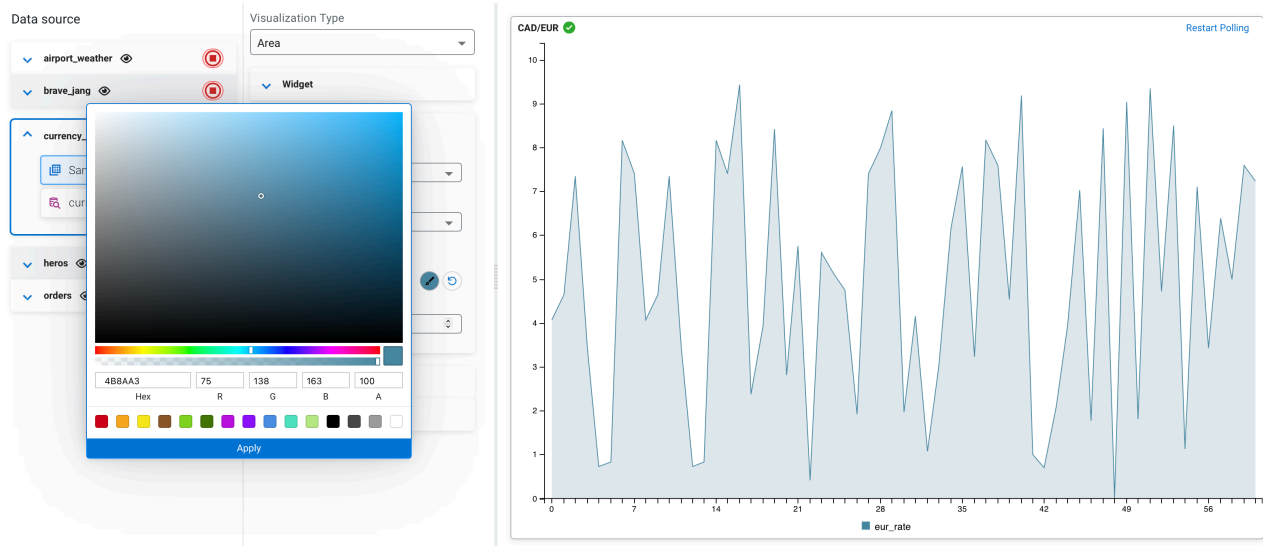 Data source
airport_weather
brave_jang
currency_
San
cur
heros
orders
Visualization Type
Area
Widget
4B8AA3 75 138 163 100
Hex R G B A
Apply
CAD/EUR
Restart Polling
10
9
8
7
6
5
4
3
2
1
0
0 7 14 21 28 35 42 49 56
eur_rate